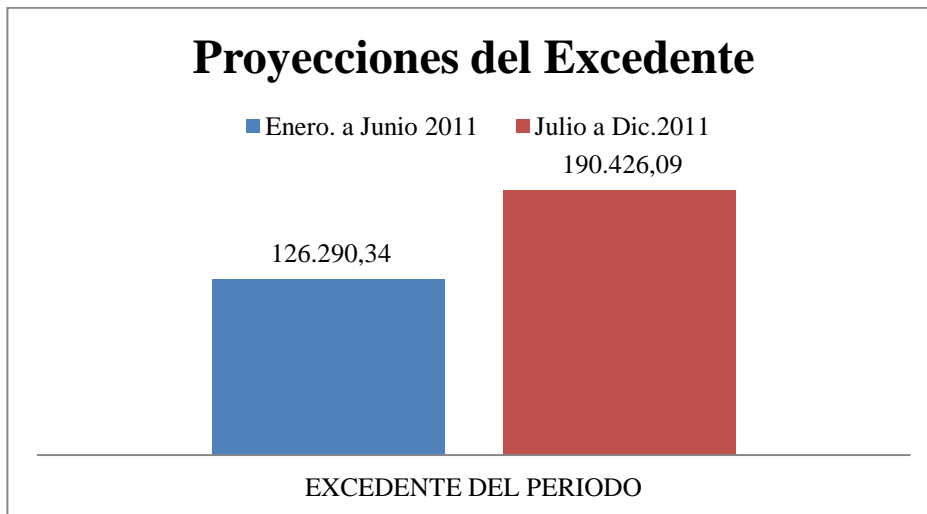 Proyecciones del Excedente
Enero. a Junio 2011 Julio a Dic.2011
190.426,09
126.290,34
EXCEDENTE DEL PERIODO